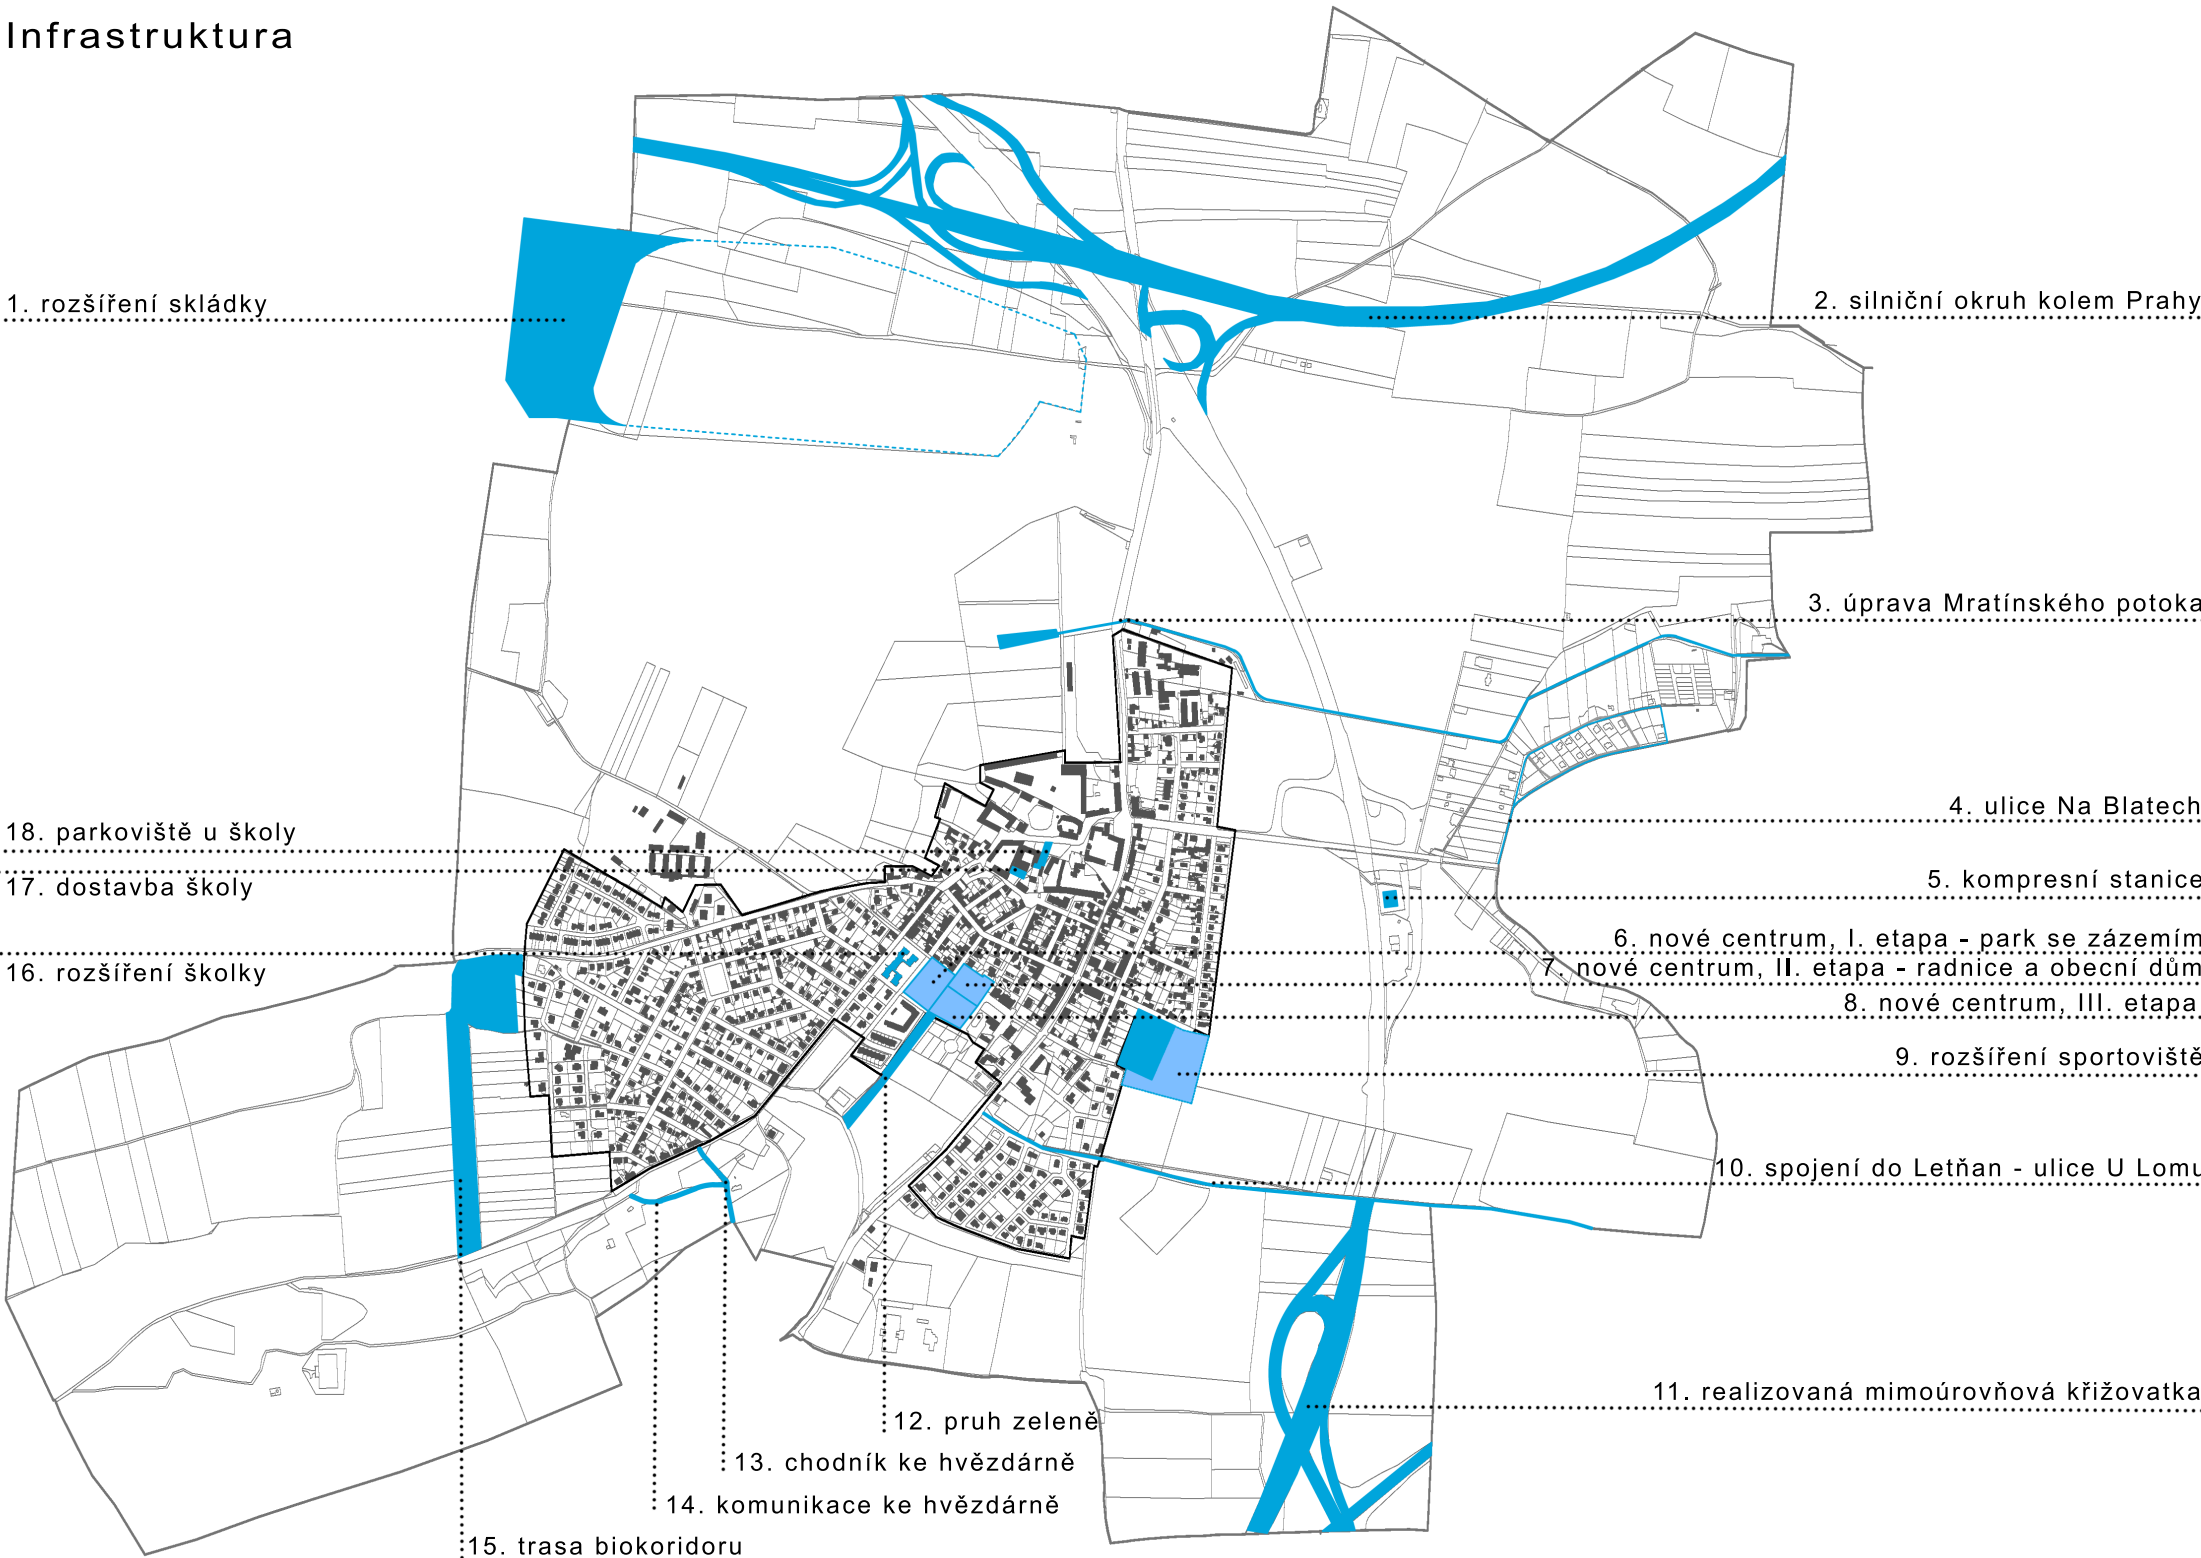 Infrastruktura
1. rozšíření skládky
2. silniční okruh kolem Prahy
3. úprava Mratínského potoka
4. ulice Na Blatech
18. parkoviště u školy
17. dostavba školy
5. kompresní stanice
6. nové centrum, I. etapa - park se zázemím
7. nové centrum, II. etapa - radnice a obecní dům
16. rozšíření školky
8. nové centrum, III. etapa
9. rozšíření sportoviště
10. spojení do Letňan - ulice U Lomu
11. realizovaná mimoúrovňová křižovatka
12. pruh zeleně
13. chodník ke hvězdárně
14. komunikace ke hvězdárně
15. trasa biokoridoru